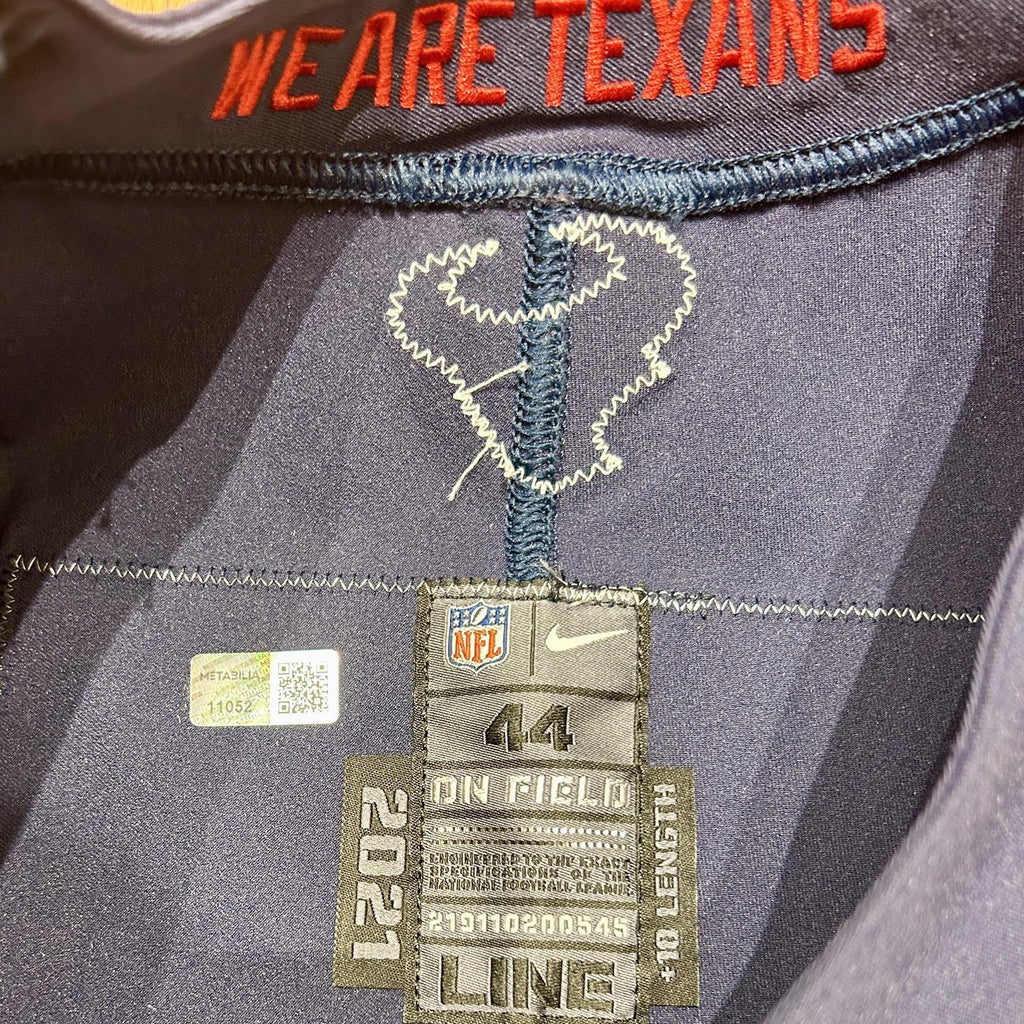 WE ARE TEXANS
NFL
METABILIA
11052
44
ON FIELD
ENGINEERED TO THE EXACT
SPECIFICATIONS OF THE
NATIONAL FOOTBALL LEAGUE
219110200545
LINE
2021
+10 LENGTH